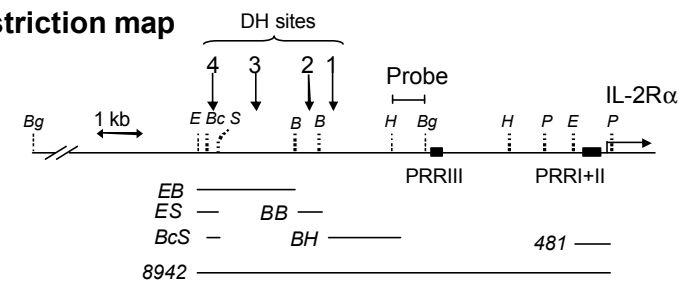 striction map
DH sites
4 3 2 1
Probe
IL-2Rα
Bg 1 kb E Bc S B B H Bg H P E P
PRRIII PRRI+II
EB
ES BB
BcS BH 481
8942